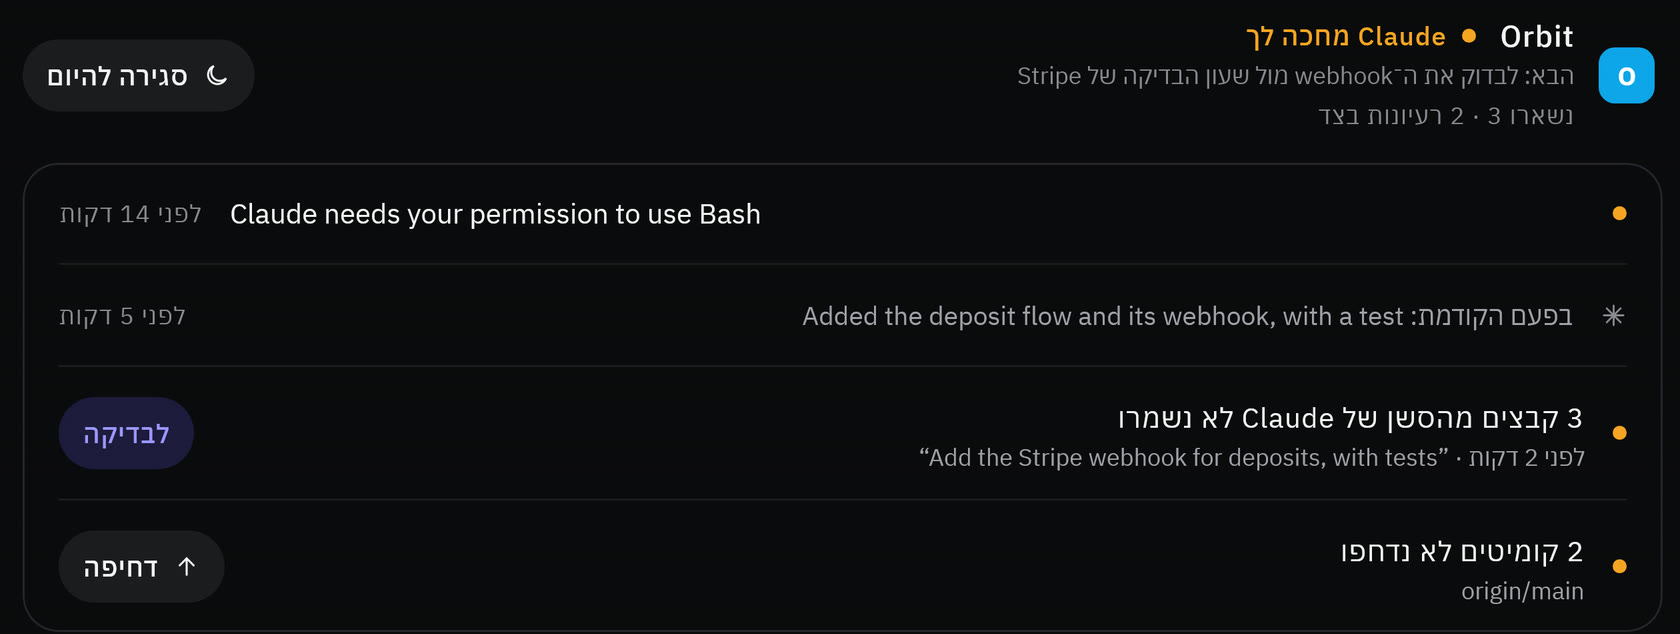 O
Orbit
Claude מחכה לך
הבא: לבדוק את ה־webhook מול שעון הבדיקה של Stripe
נשארו 3 · 2 רעיונות בצד
סגירה להיום
Claude needs your permission to use Bash
לפני 14 דקות
בפעם הקודמת: Added the deposit flow and its webhook, with a test
לפני 5 דקות
3 קבצים מהסשן של Claude לא נשמרו
לפני 2 דקות · “Add the Stripe webhook for deposits, with tests”
לבדיקה
2 קומיטים לא נדחפו
origin/main
דחיפה